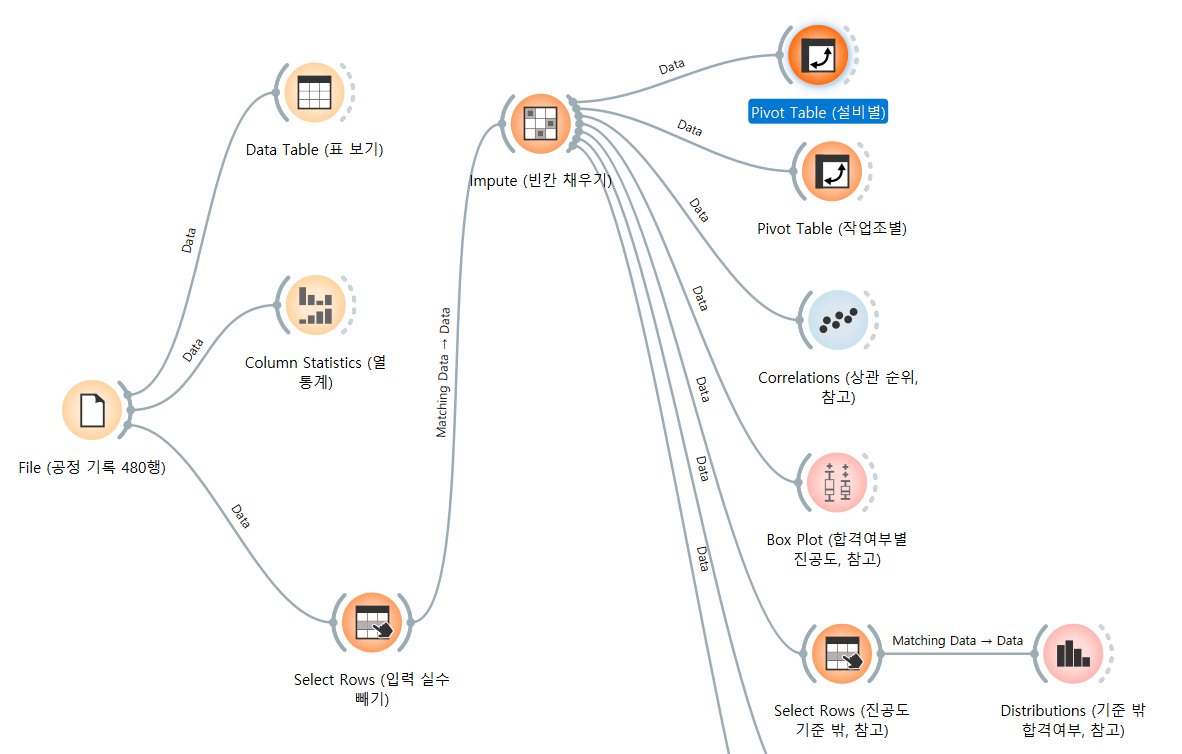 Data
Pivot Table (설비별)
Data Table (표 보기)
Data
Impute (빈칸 채우기)
Pivot Table (작업조별)
Data
Data
Data
Column Statistics (열
통계)
Data
Matching Data → Data
Correlations (상관 순위,
참고)
Data
File (공정 기록 480행)
Data
Data
Data
Box Plot (합격여부별
진공도, 참고)
Select Rows (입력 실수
빼기)
Matching Data → Data
Select Rows (진공도
기준 밖, 참고)
Distributions (기준 밖
합격여부, 참고)